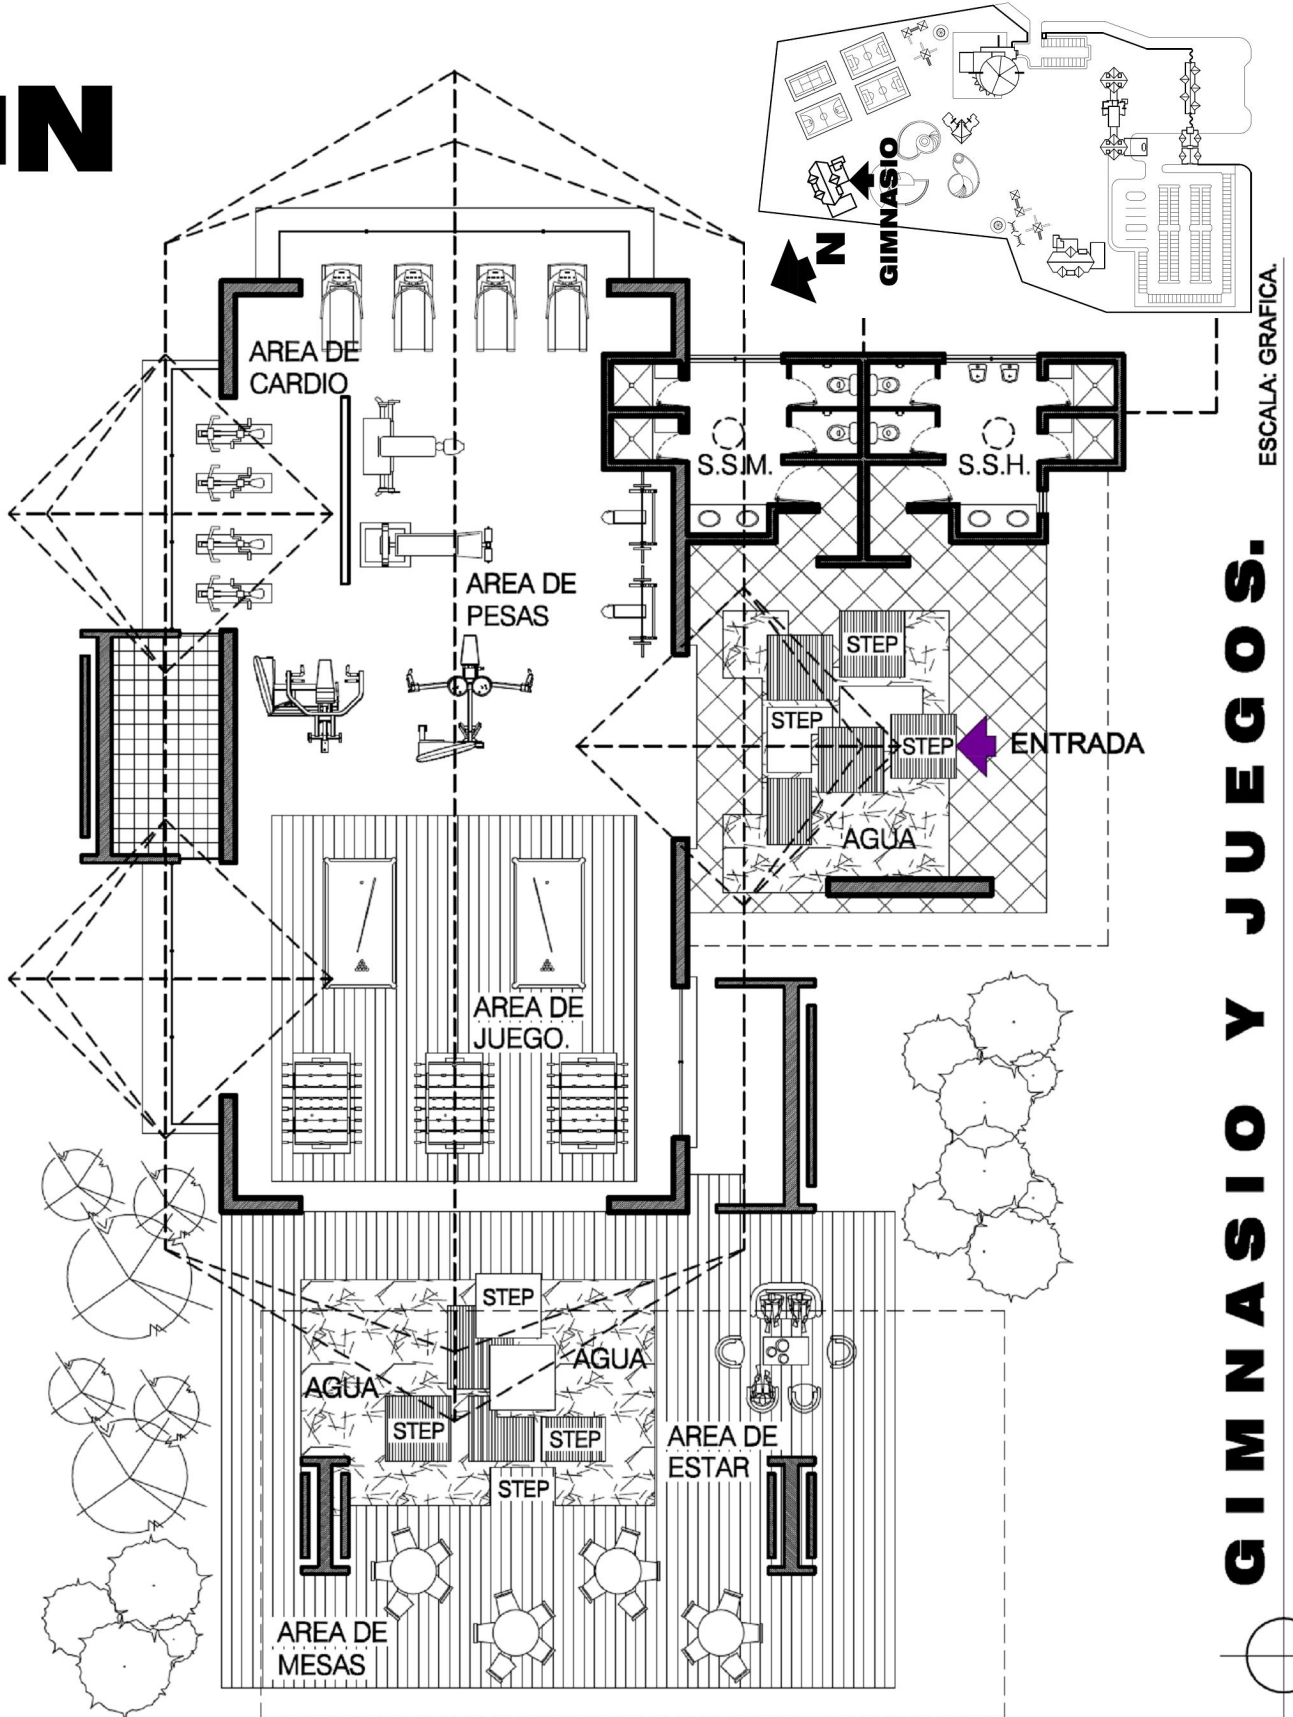 N
GIMNASIO
N
ESCALA: GRAFICA.
AREA DE
CARDIO
S.S.M.
S.S.H.
AREA DE
PESAS
STEP
STEP
STEP
ENTRADA
AGUA
AREA DE
JUEGO.
GIMNASIO Y JUEGOS.
STEP
AGUA
AGUA
STEP
STEP
STEP
AREA DE
ESTAR
AREA DE
MESAS